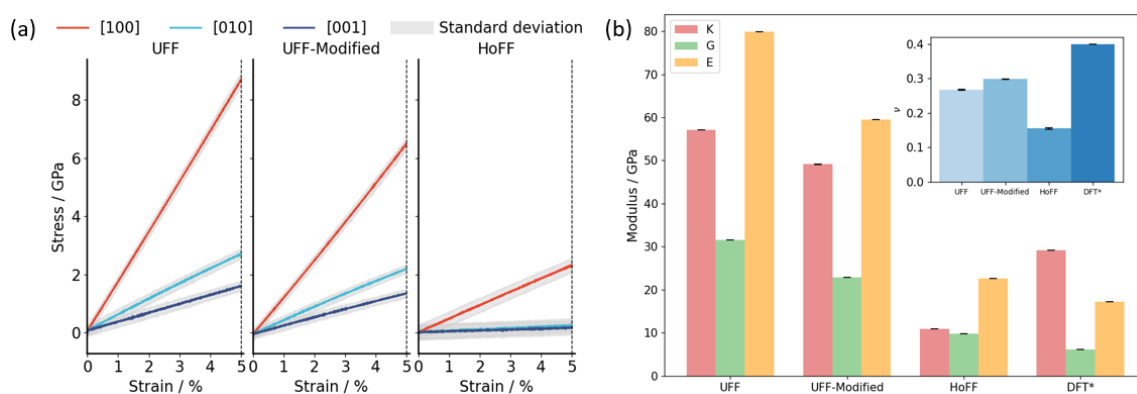 (a)
[100] [010] [001] Standard deviation
UFF UFF-Modified HoFF
Stress / GPa
8
6
4
2
0
0 1 2 3 4 5 0 1 2 3 4 5 0 1 2 3 4 5
Strain / % Strain / % Strain / %
(b)
K
G
E
Modulus / GPa
80
70
60
50
40
30
20
10
0
UFF UFF-Modified HoFF DFT*
ν
0.4
0.3
0.2
0.1
0.0
UFF UFF-Modified HoFF DFT*